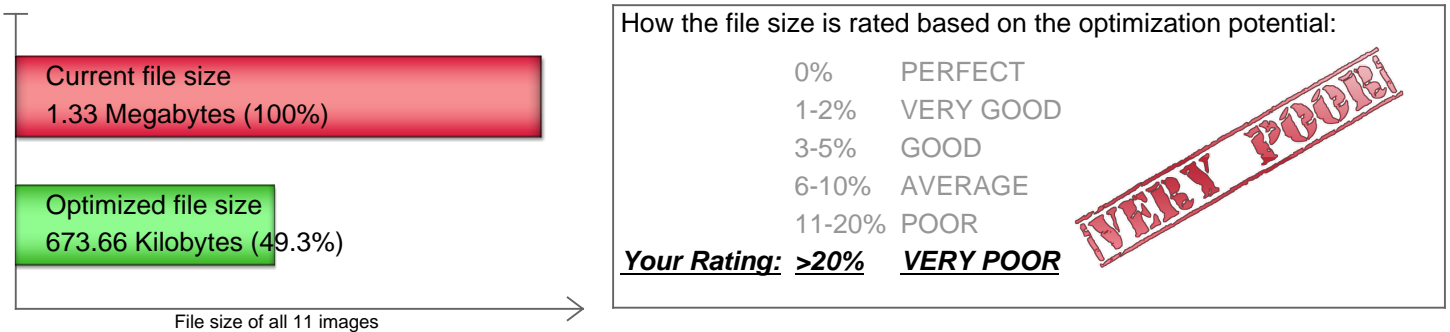 Current file size
1.33 Megabytes (100%)
Optimized file size
673.66 Kilobytes (49.3%)
File size of all 11 images
How the file size is rated based on the optimization potential:
0% PERFECT
1-2% VERY GOOD
3-5% GOOD
6-10% AVERAGE
11-20% POOR
Your Rating: >20% VERY POOR
VERY POOR